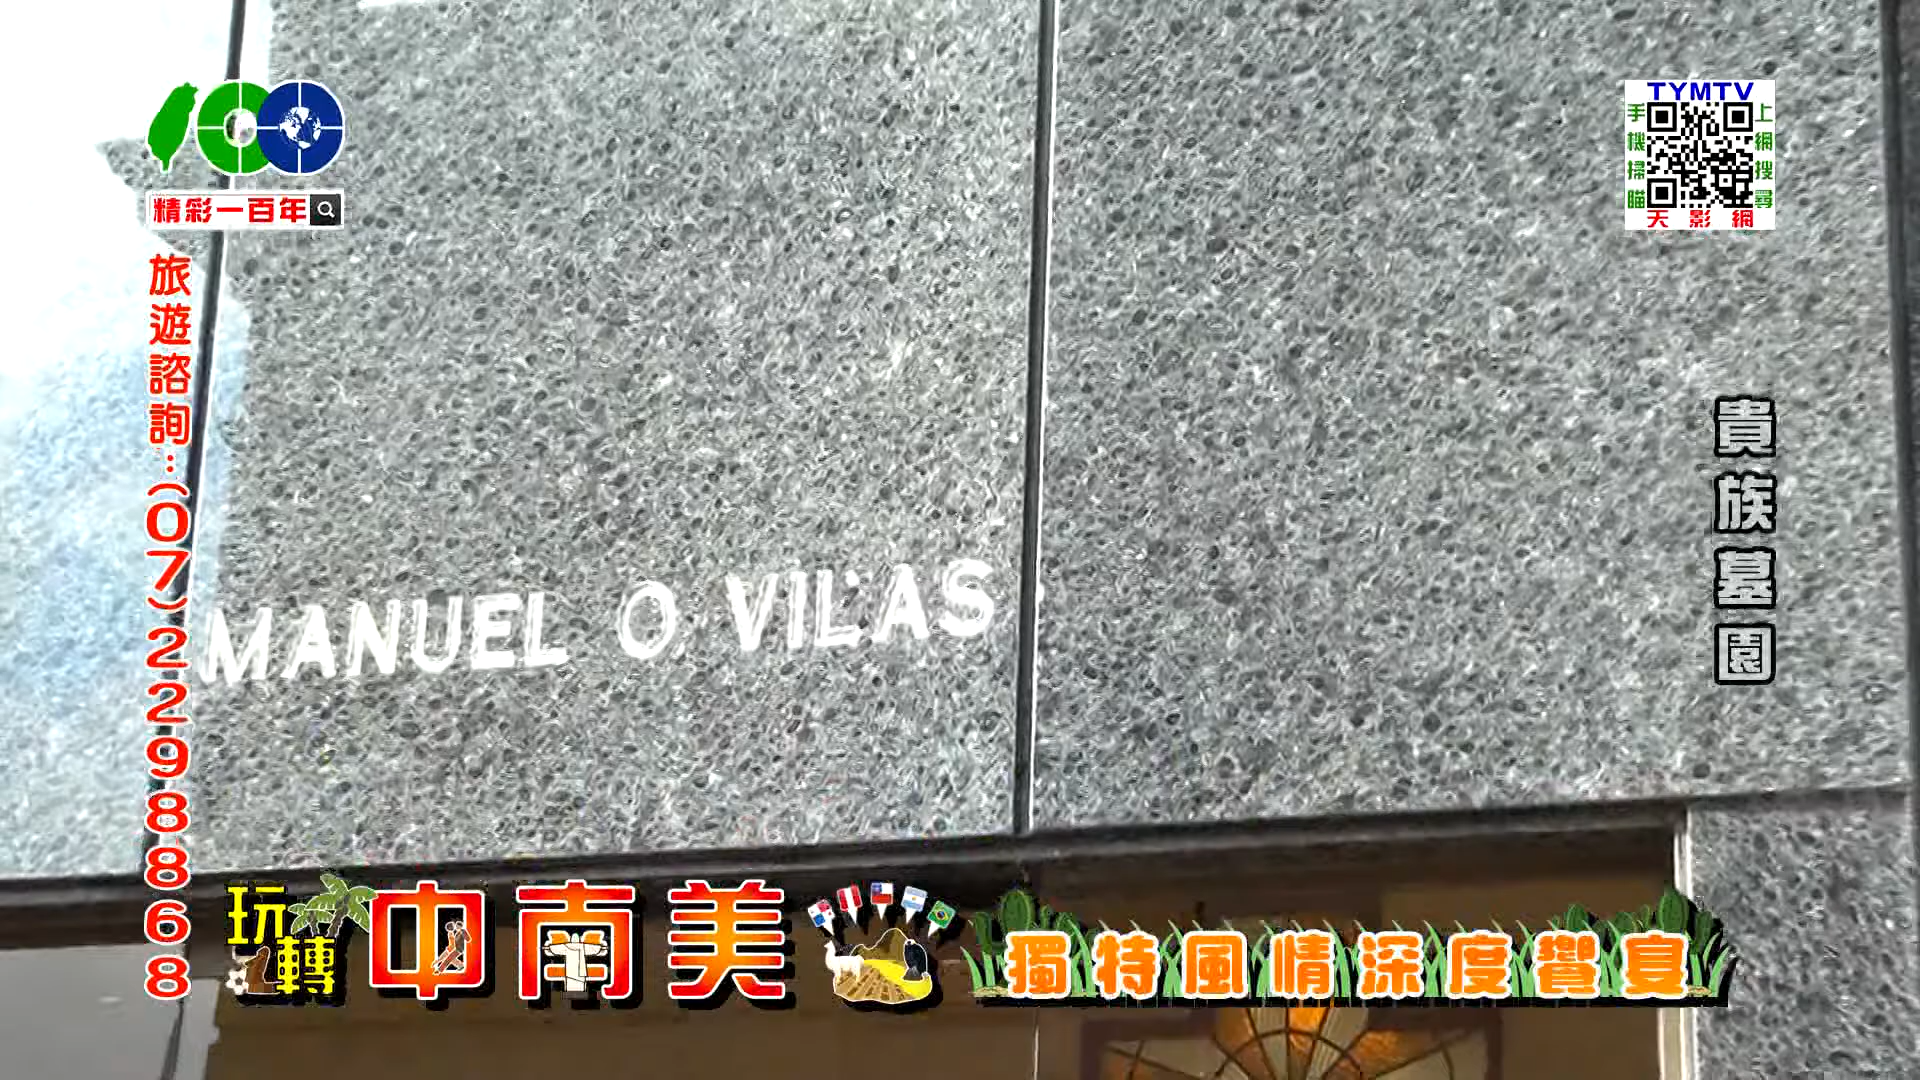 100
精彩一百年
TYMTV
手機掃瞄
上網搜尋
天影網
旅遊諮詢:(07)2298868
貴族墓園
MANUEL O. VILAS
玩轉中南美
獨特風情深度饗宴